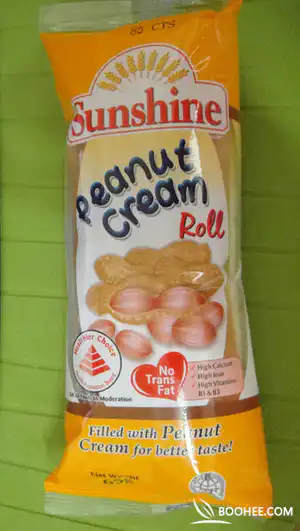 85 CTS
Sunshine
Peanut
Cream
Roll
Healthier Choice
No
Trans
Fat
✓ High Calcium
✓ High Iron
✓ High Vitamin
B1 & B3
Filled with Peanut
Cream for better taste!
BOOHEE.COM